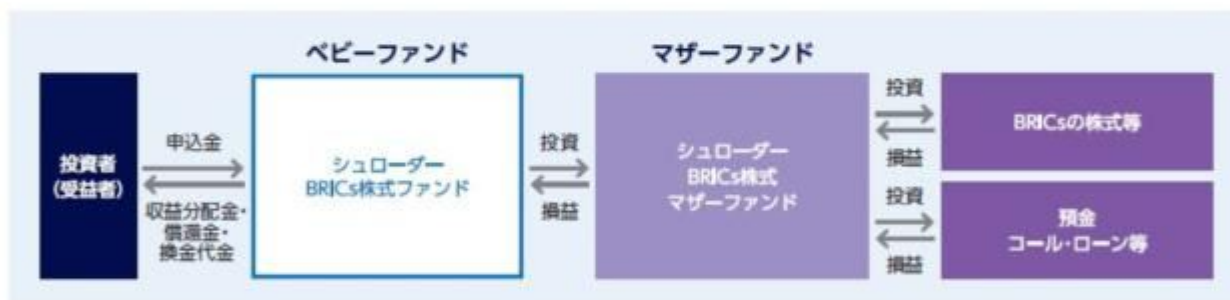 ベビーファンド
マザーファンド
投資者
(受益者)
申込金
収益分配金・
償還金・
換金代金
シュローダー
BRICs株式ファンド
投資
損益
シュローダー
BRICs株式
マザーファンド
投資
損益
BRICsの株式等
投資
損益
預金
コール・ローン等